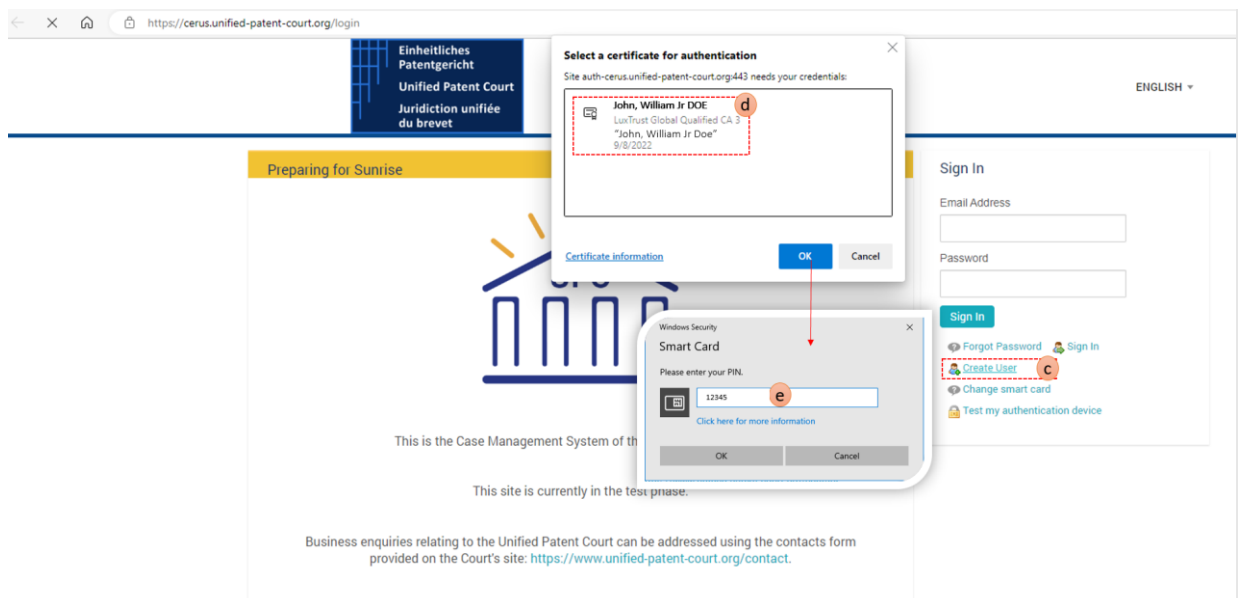 https://cerus.unified-patent-court.org/login
Einheitliches
Patentgericht
Unified Patent Court
Juridiction unifiée
du brevet
ENGLISH
Select a certificate for authentication
Site auth-cerus.unified-patent-court.org:443 needs your credentials:
John, William Jr DOE
d
LuxTrust Global Qualified CA 3
"John, William Jr Doe"
9/8/2022
Certificate information
OK
Cancel
Preparing for Sunrise
Windows Security
Smart Card
Please enter your PIN.
12345
e
Click here for more information
OK
Cancel
Sign In
Email Address
Password
Sign In
Forgot Password
Sign In
Create User
c
Change smart card
Test my authentication device
This is the Case Management System of th
This site is currently in the test phase.
Business enquiries relating to the Unified Patent Court can be addressed using the contacts form
provided on the Court's site: https://www.unified-patent-court.org/contact.